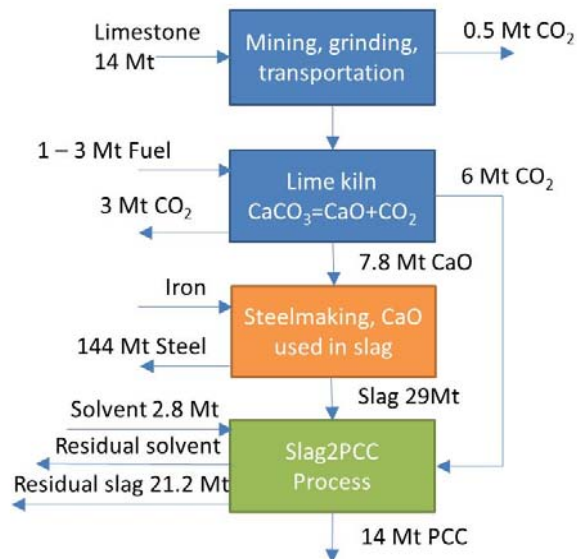 Limestone
14 Mt
Mining, grinding,
transportation
0.5 Mt CO₂
1 – 3 Mt Fuel
Lime kiln
CaCO₃=CaO+CO₂
6 Mt CO₂
3 Mt CO₂
7.8 Mt CaO
Iron
Steelmaking, CaO
used in slag
144 Mt Steel
Slag 29Mt
Solvent 2.8 Mt
Residual solvent
Slag2PCC
Process
Residual slag 21.2 Mt
14 Mt PCC